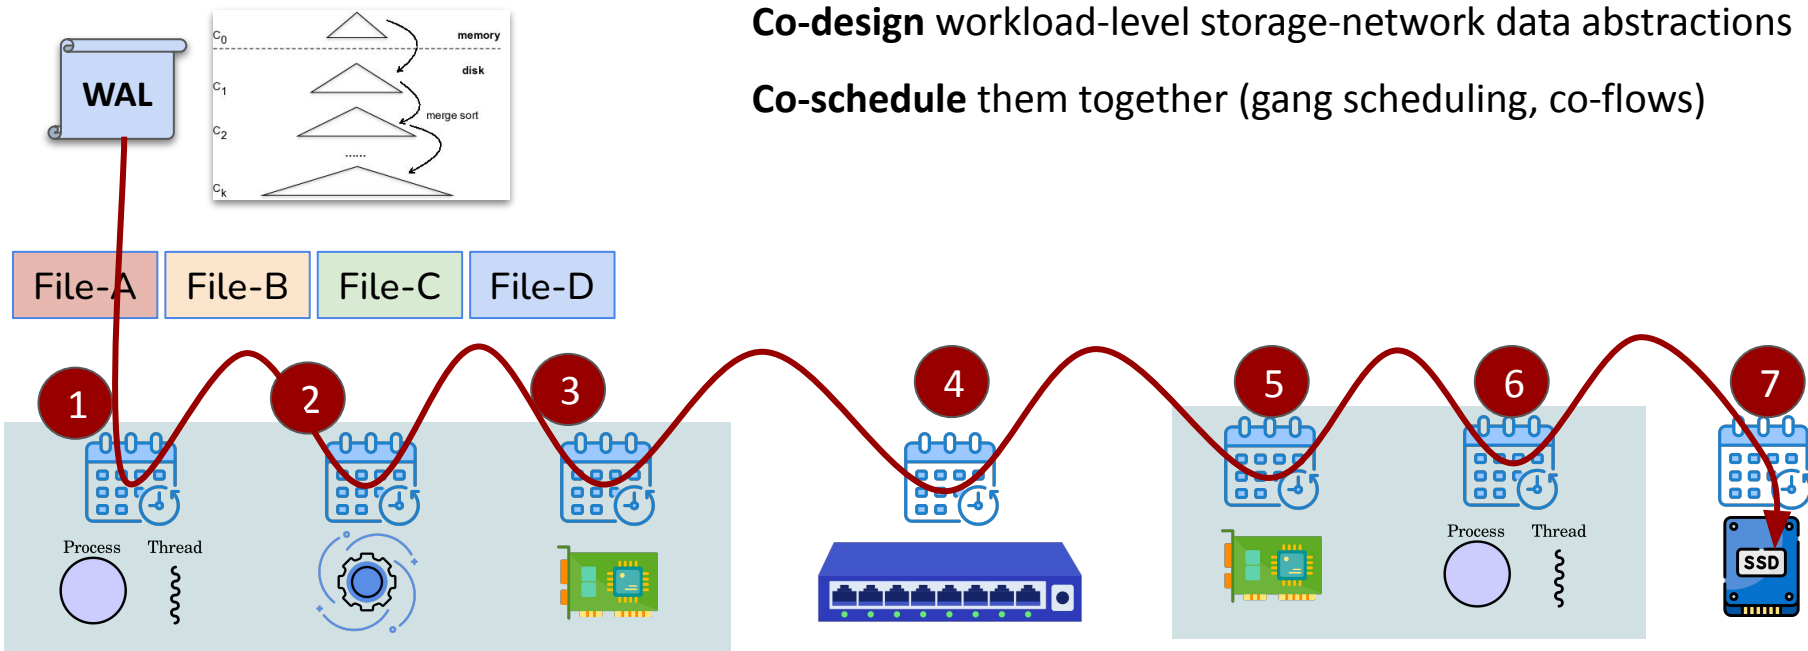 Co-design workload-level storage-network data abstractions
Co-schedule them together (gang scheduling, co-flows)
WAL
C0
memory
disk
C1
merge sort
C2
......
Ck
File-A
File-B
File-C
File-D
1
2
3
4
5
6
7
Process
Thread
Process
Thread
SSD